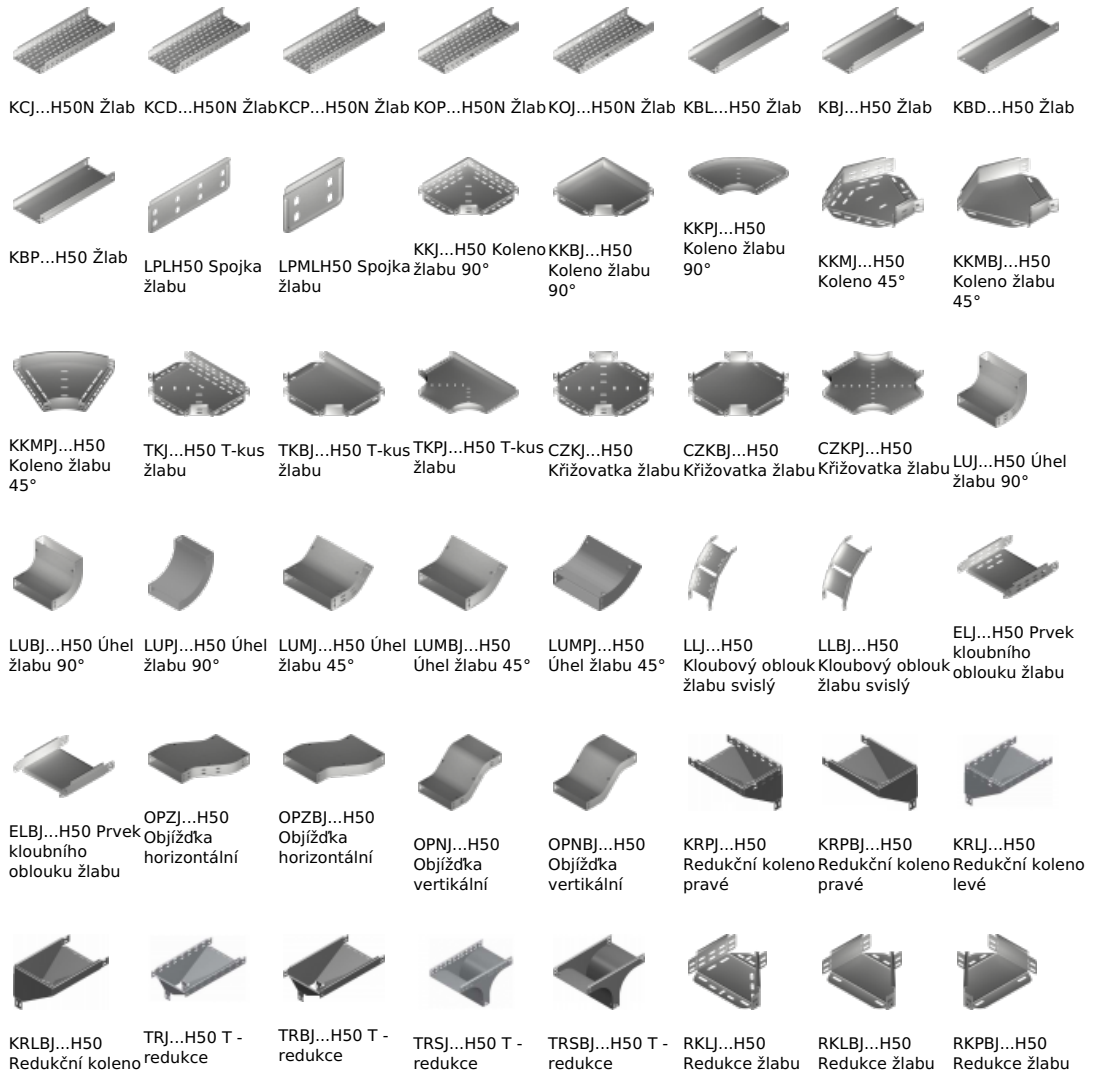 KCJ...H50N Žlab
KCD...H50N Žlab
KCP...H50N Žlab
KOP...H50N Žlab
KOJ...H50N Žlab
KBL...H50 Žlab
KBJ...H50 Žlab
KBD...H50 Žlab
KBP...H50 Žlab
LPLH50 Spojka
žlabu
LPMLH50 Spojka
žlabu
KKJ...H50 Koleno
žlabu 90°
KKBJ...H50
Koleno žlabu
90°
KKPJ...H50
Koleno žlabu
90°
KKMJ...H50
Koleno 45°
KKMBJ...H50
Koleno žlabu
45°
KKMPJ...H50
Koleno žlabu
45°
TKJ...H50 T-kus
žlabu
TKBJ...H50 T-kus
žlabu
TKPJ...H50 T-kus
žlabu
CZKJ...H50
Křižovatka žlabu
CZKBJ...H50
Křižovatka žlabu
CZKPJ...H50
Křižovatka žlabu
LUJ...H50 Úhel
žlabu 90°
LUBJ...H50 Úhel
žlabu 90°
LUPJ...H50 Úhel
žlabu 90°
LUMJ...H50 Úhel
žlabu 45°
LUMBJ...H50
Úhel žlabu 45°
LUMPJ...H50
Úhel žlabu 45°
LLJ...H50
Kloubový oblouk
žlabu svislý
LLBJ...H50
Kloubový oblouk
žlabu svislý
ELJ...H50 Prvek
kloubního
oblouku žlabu
ELBJ...H50 Prvek
kloubního
oblouku žlabu
OPZJ...H50
Objížďka
horizontální
OPZBJ...H50
Objížďka
horizontální
OPNJ...H50
Objížďka
vertikální
OPNBJ...H50
Objížďka
vertikální
KRPJ...H50
Redukční koleno
pravé
KRPBJ...H50
Redukční koleno
pravé
KRLJ...H50
Redukční koleno
levé
KRLBJ...H50
Redukční koleno
TRJ...H50 T -
redukce
TRBJ...H50 T -
redukce
TRSJ...H50 T -
redukce
TRSBJ...H50 T -
redukce
RKLJ...H50
Redukce žlabu
RKLBJ...H50
Redukce žlabu
RKPBJ...H50
Redukce žlabu